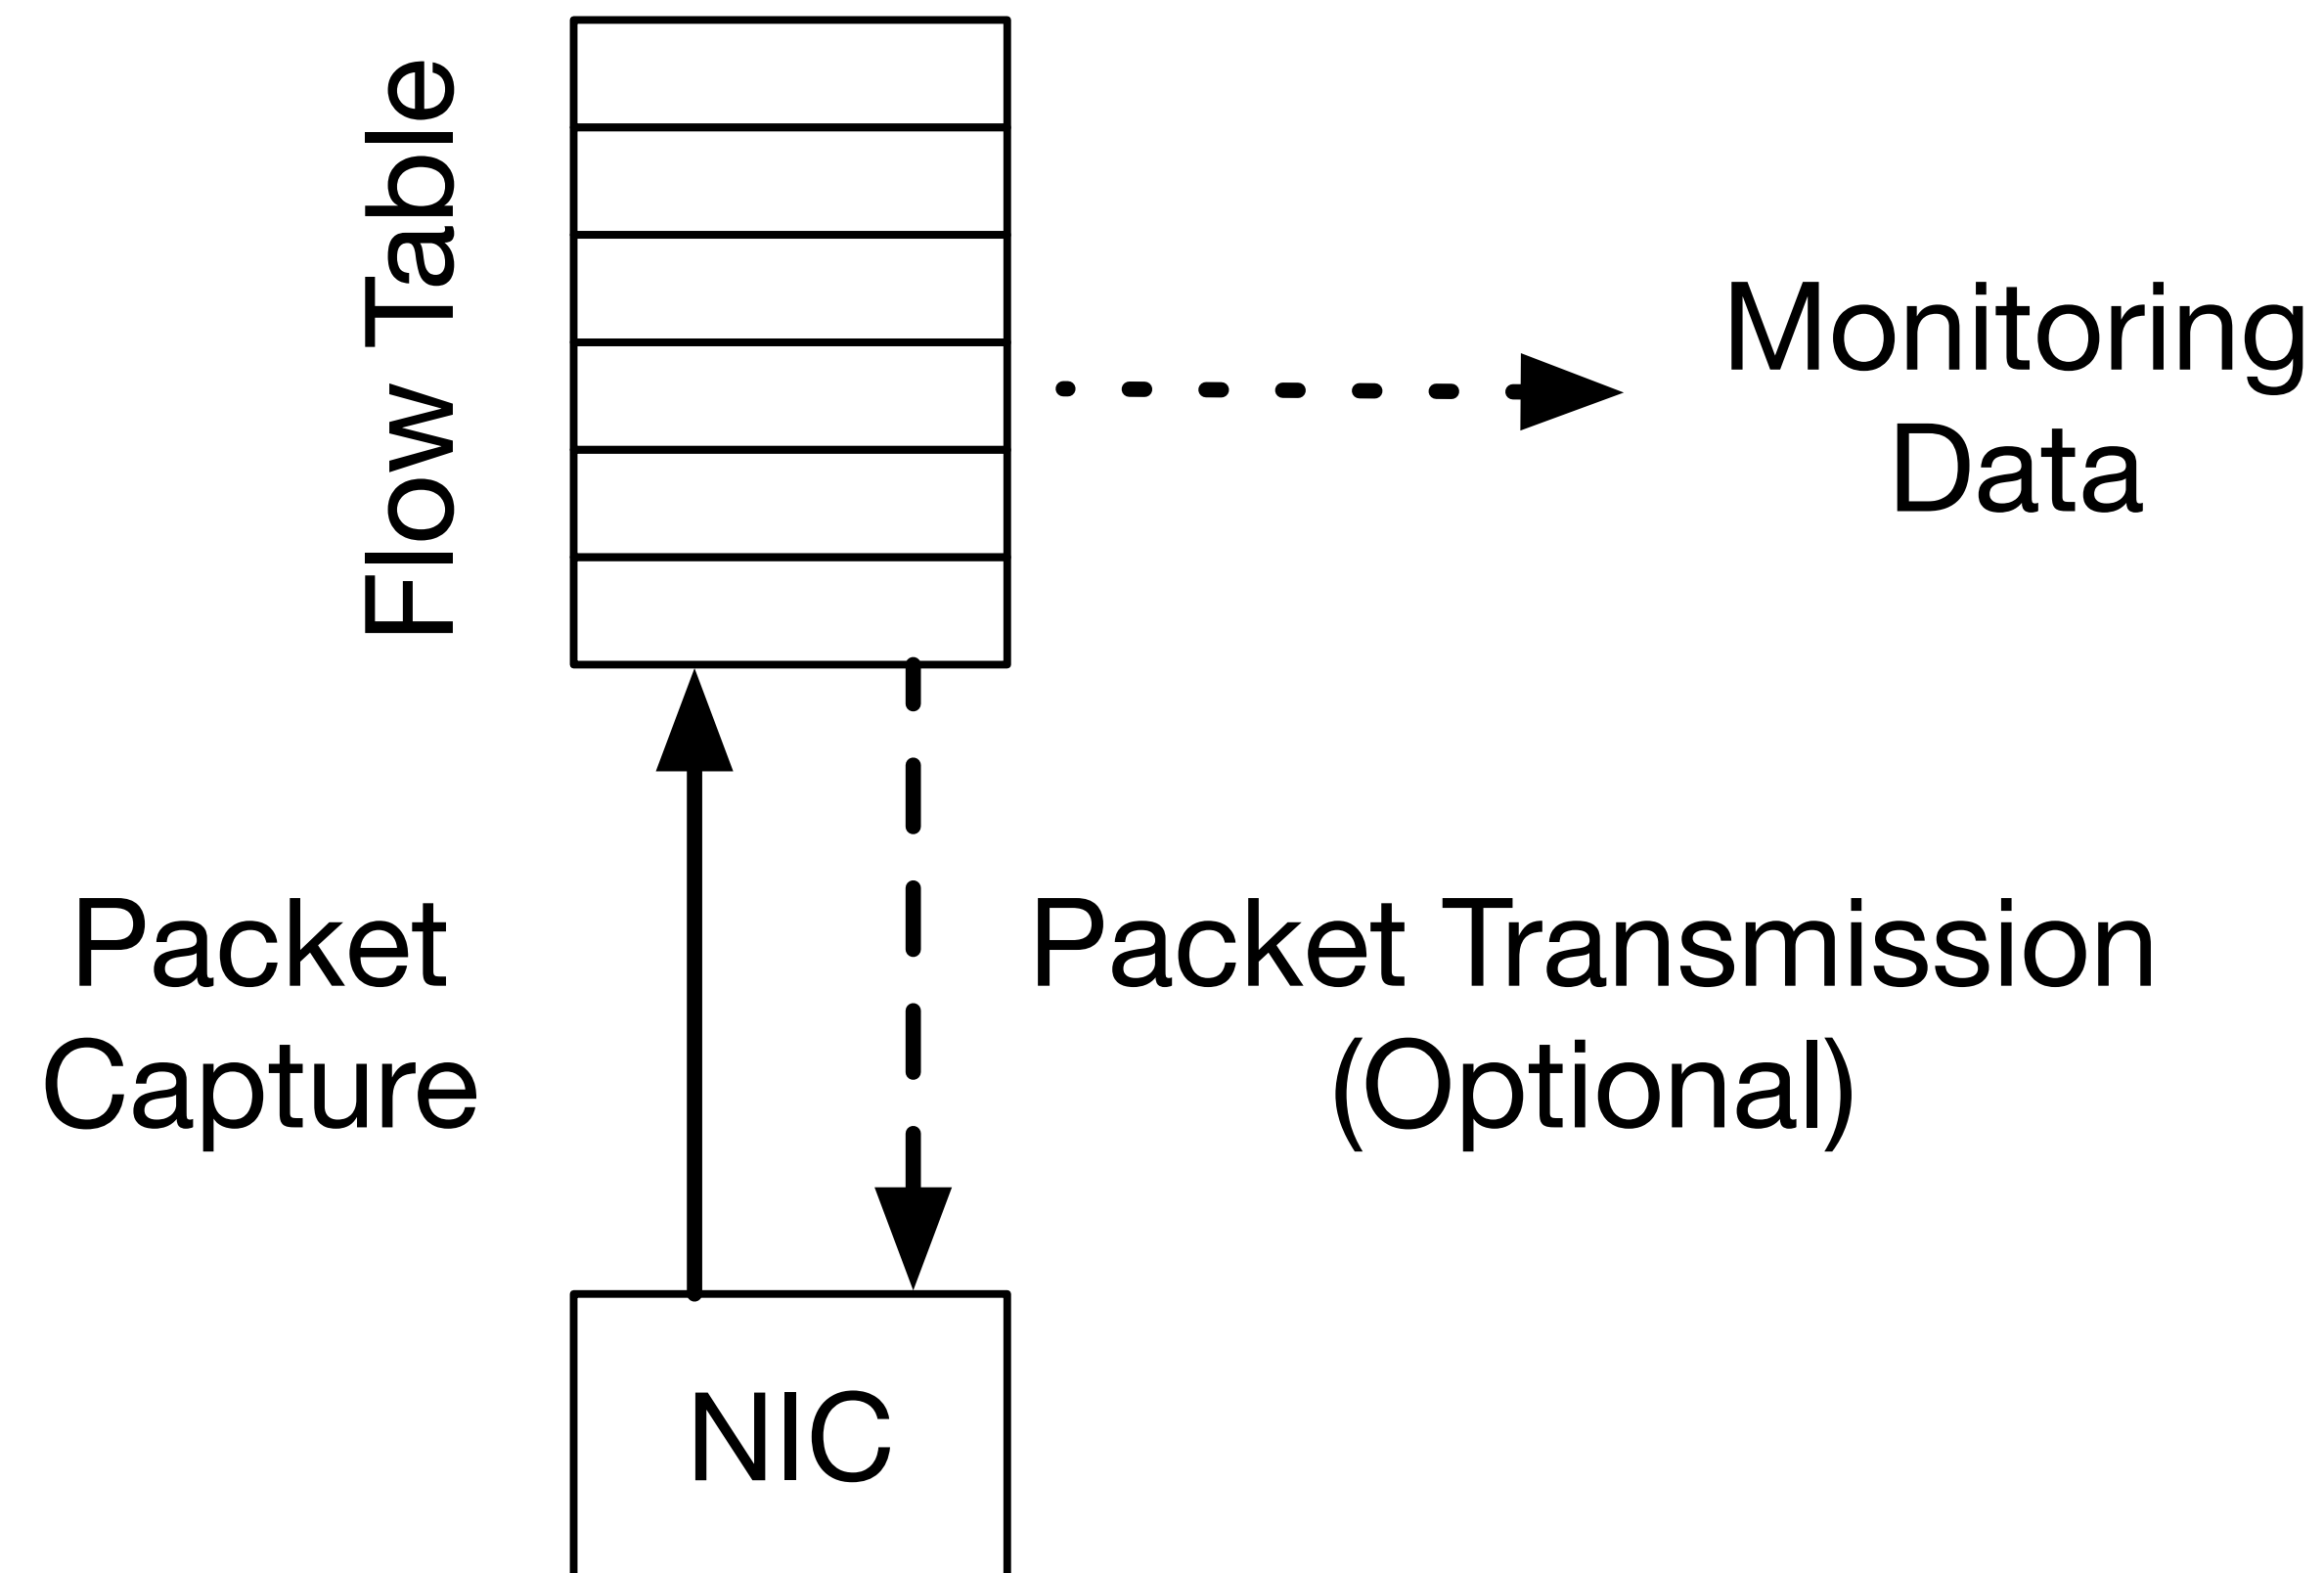 Flow Table
Monitoring
Data
Packet
Capture
Packet Transmission
(Optional)
NIC